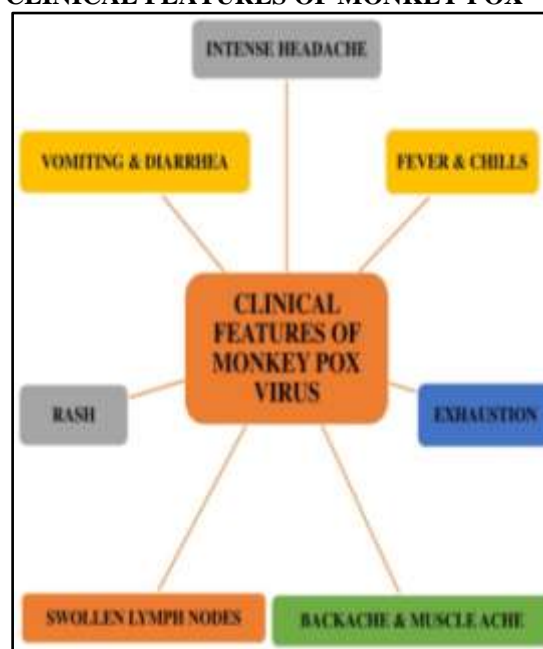 CLINICAL FEATURES OF MONKEY POX
INTENSE HEADACHE
VOMITING & DIARRHEA
FEVER & CHILLS
CLINICAL
FEATURES OF
MONKEY POX
VIRUS
RASH
EXHAUSTION
SWOLLEN LYMPH NODES
BACKACHE & MUSCLE ACHE